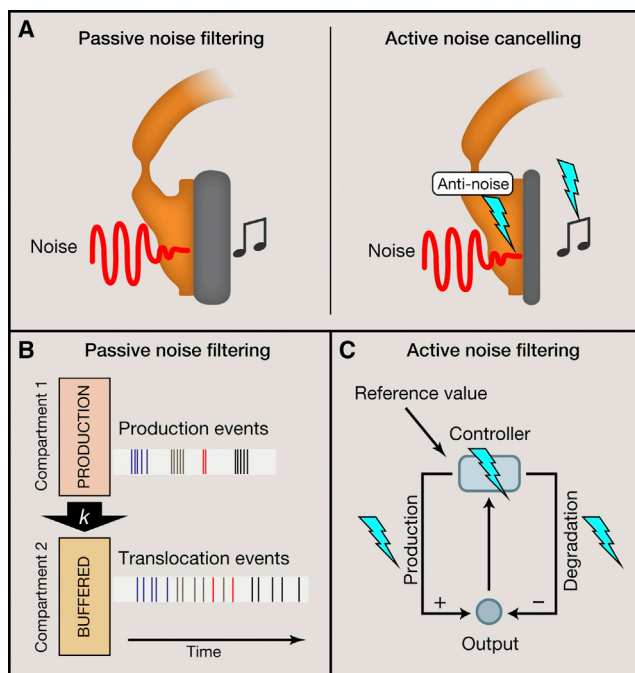 A
Passive noise filtering
Active noise cancelling
Anti-noise
Noise
Noise
B
Passive noise filtering
Compartment 1
PRODUCTION
Production events
k
Compartment 2
BUFFERED
Translocation events
Time
C
Active noise filtering
Reference value
Controller
Production
Degradation
+
−
Output